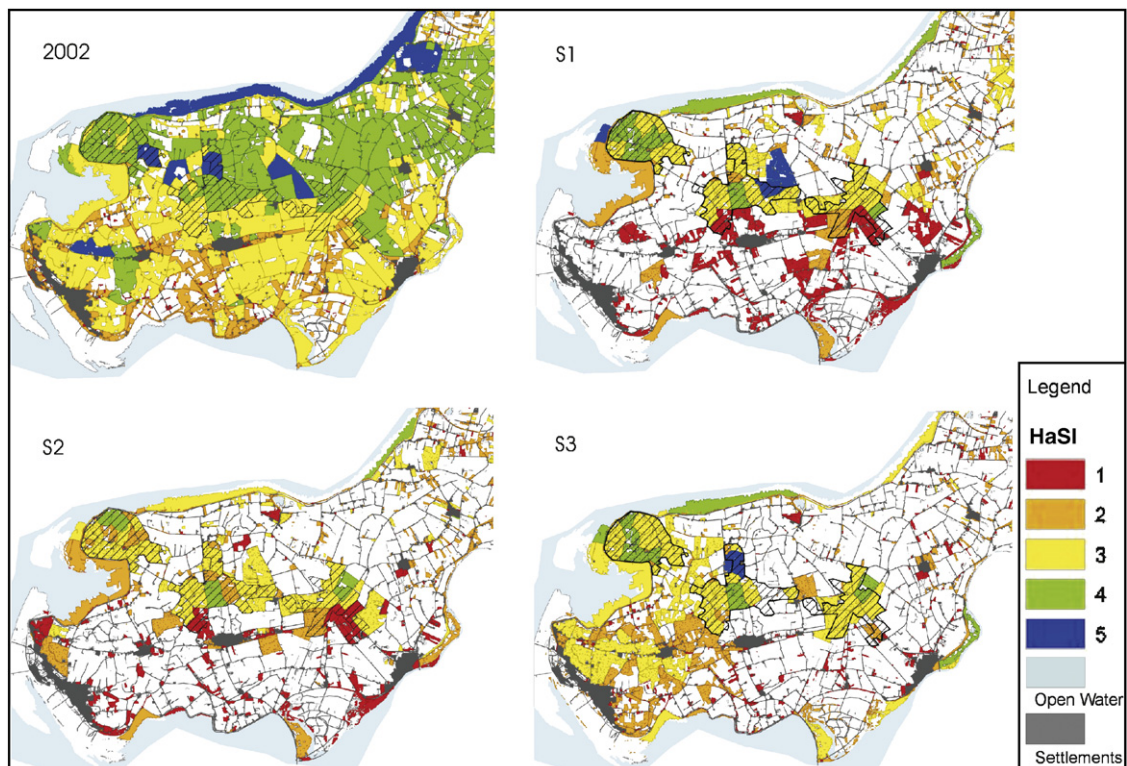 2002
S1
S2
S3
Legend
HaSI
1
2
3
4
5
Open Water
Settlements